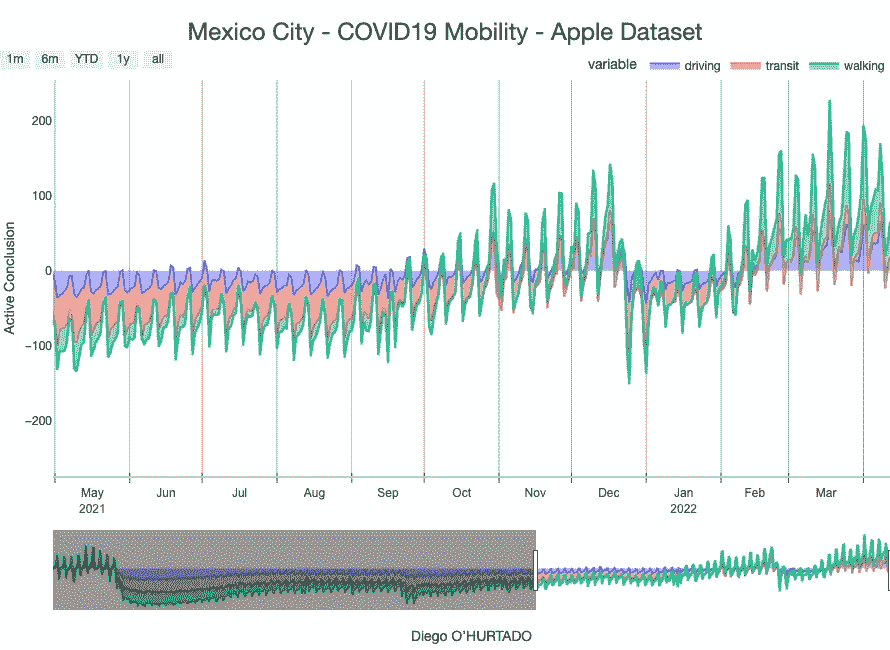 Mexico City - COVID19 Mobility - Apple Dataset
1m 6m YTD 1y all
variable driving transit walking
200
100
0
−100
−200
Active Conclusion
May Jun Jul Aug Sep Oct Nov Dec Jan Feb Mar
2021 2022
Diego O'HURTADO